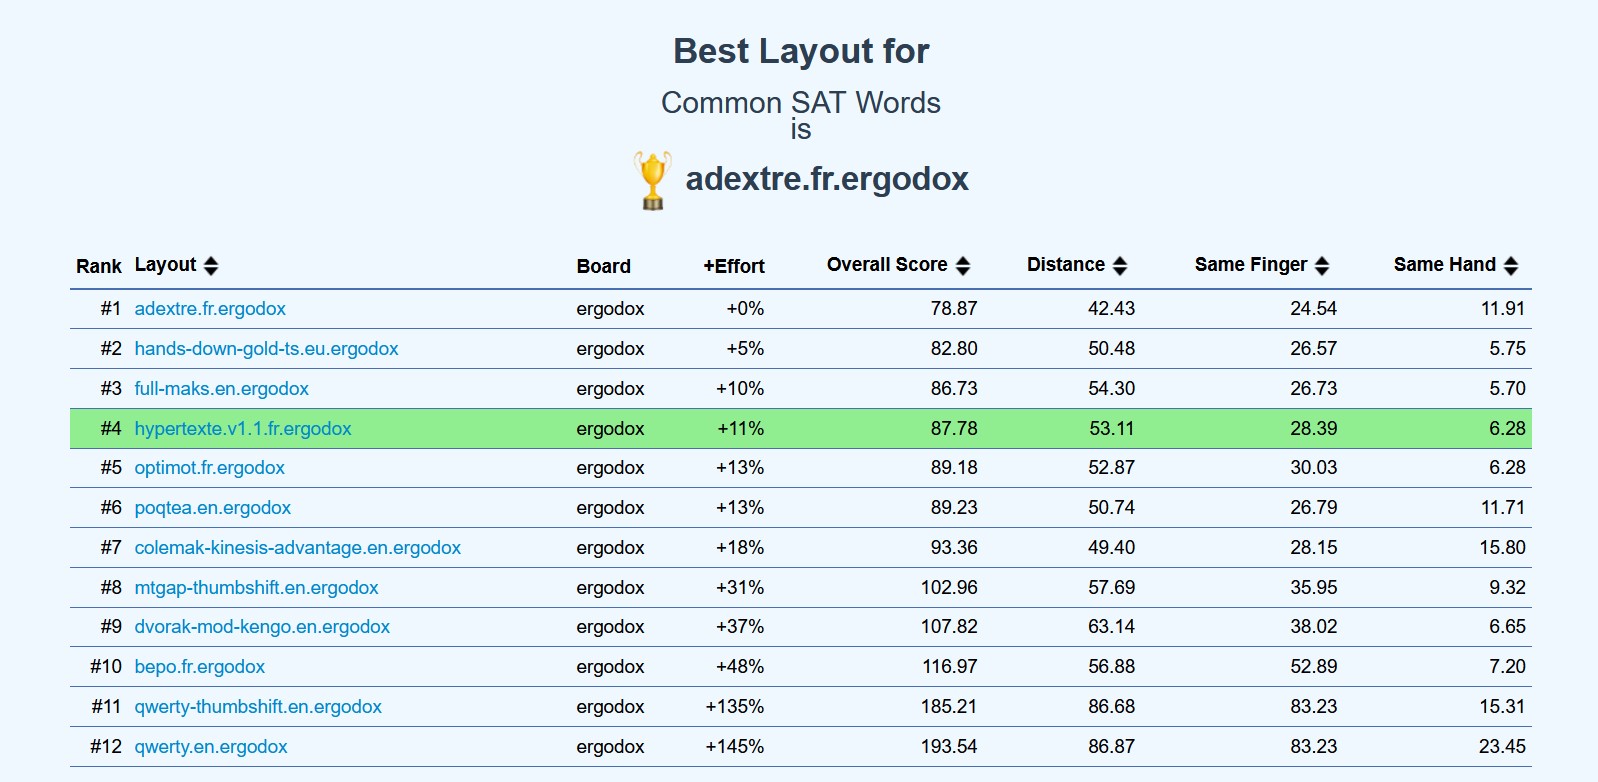 Best Layout for
Common SAT Words
is
adextre.fr.ergodox
Rank Layout Board +Effort Overall Score Distance Same Finger Same Hand
#1 adextre.fr.ergodox ergodox +0% 78.87 42.43 24.54 11.91
#2 hands-down-gold-ts.eu.ergodox ergodox +5% 82.80 50.48 26.57 5.75
#3 full-maks.en.ergodox ergodox +10% 86.73 54.30 26.73 5.70
#4 hypertexte.v1.1.fr.ergodox ergodox +11% 87.78 53.11 28.39 6.28
#5 optimot.fr.ergodox ergodox +13% 89.18 52.87 30.03 6.28
#6 poqtea.en.ergodox ergodox +13% 89.23 50.74 26.79 11.71
#7 colemak-kinesis-advantage.en.ergodox ergodox +18% 93.36 49.40 28.15 15.80
#8 mtgap-thumbshift.en.ergodox ergodox +31% 102.96 57.69 35.95 9.32
#9 dvorak-mod-kengo.en.ergodox ergodox +37% 107.82 63.14 38.02 6.65
#10 bepo.fr.ergodox ergodox +48% 116.97 56.88 52.89 7.20
#11 qwerty-thumbshift.en.ergodox ergodox +135% 185.21 86.68 83.23 15.31
#12 qwerty.en.ergodox ergodox +145% 193.54 86.87 83.23 23.45